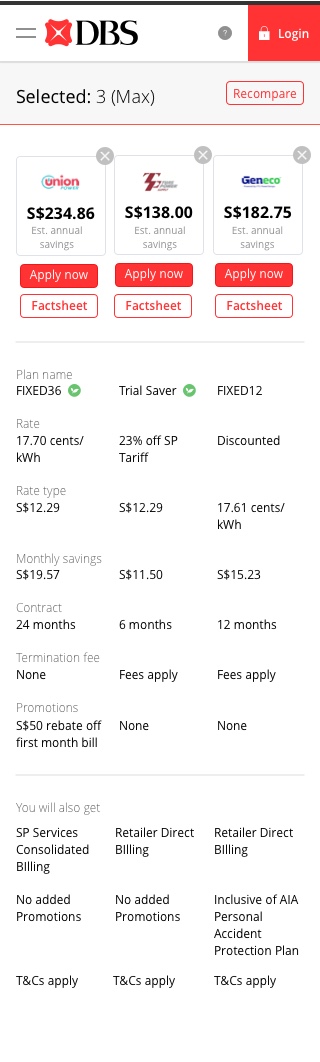 DBS
?
Login
Selected: 3 (Max)
Recompare
union
POWER
Geneco
S$234.86
S$138.00
S$182.75
Est. annual
savings
Est. annual
savings
Est. annual
savings
Apply now
Apply now
Apply now
Factsheet
Factsheet
Factsheet
Plan name
FIXED36
Trial Saver
FIXED12
Rate
17.70 cents/
kWh
23% off SP
Tariff
Discounted
Rate type
S$12.29
S$12.29
17.61 cents/
kWh
Monthly savings
S$19.57
S$11.50
S$15.23
Contract
24 months
6 months
12 months
Termination fee
None
Fees apply
Fees apply
Promotions
S$50 rebate off
first month bill
None
None
You will also get
SP Services
Consolidated
BIlling
Retailer Direct
BIlling
Retailer Direct
BIlling
No added
Promotions
No added
Promotions
Inclusive of AIA
Personal
Accident
Protection Plan
T&Cs apply
T&Cs apply
T&Cs apply